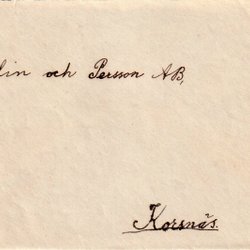 lin och Persson AB,
Korsnäs.